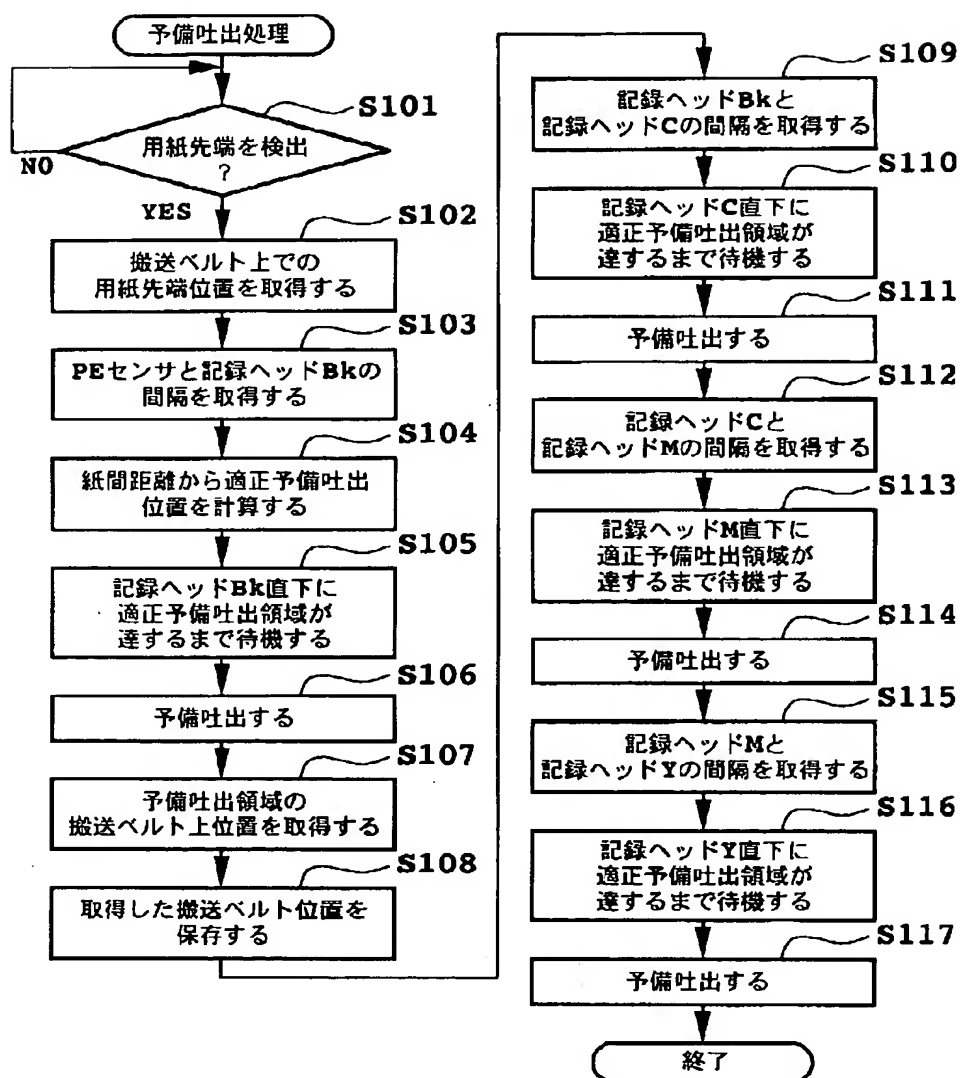 予備吐出処理
S101
用紙先端を検出
?
NO
YES
S102
搬送ベルト上での
用紙先端位置を取得する
S103
PEセンサと記録ヘッドBkの
間隔を取得する
S104
紙間距離から適正予備吐出
位置を計算する
S105
記録ヘッドBk直下に
適正予備吐出領域が
達するまで待機する
S106
予備吐出する
S107
予備吐出領域の
搬送ベルト上位置を取得する
S108
取得した搬送ベルト位置を
保存する
S109
記録ヘッドBkと
記録ヘッドCの間隔を取得する
S110
記録ヘッドC直下に
適正予備吐出領域が
達するまで待機する
S111
予備吐出する
S112
記録ヘッドCと
記録ヘッドMの間隔を取得する
S113
記録ヘッドM直下に
適正予備吐出領域が
達するまで待機する
S114
予備吐出する
S115
記録ヘッドMと
記録ヘッドYの間隔を取得する
S116
記録ヘッドY直下に
適正予備吐出領域が
達するまで待機する
S117
予備吐出する
終了